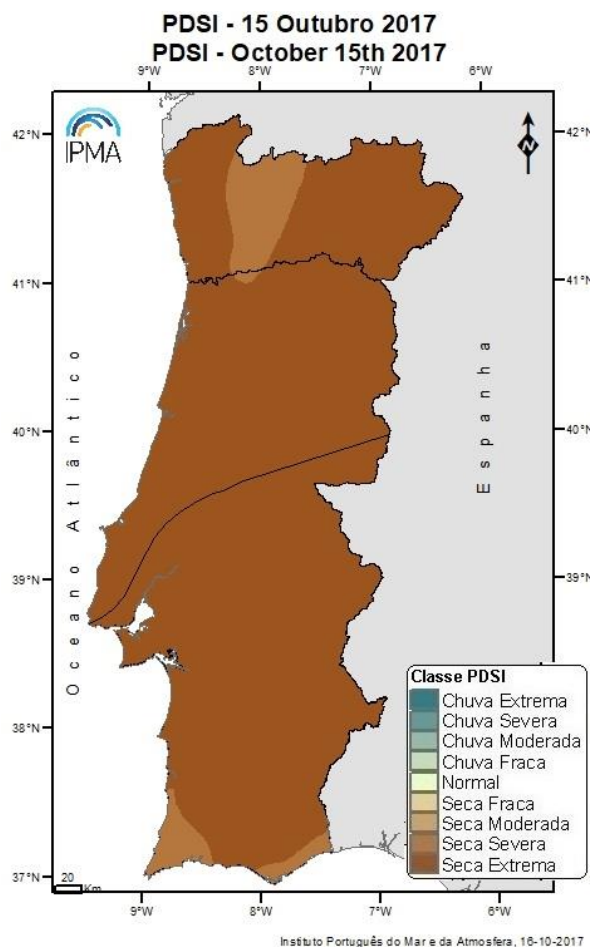 PDSI - 15 Outubro 2017
PDSI - October 15th 2017
9°W 8°W 7°W 6°W
IPMA
N
42°N 42°N
41°N 41°N
40°N 40°N
39°N 39°N
38°N 38°N
37°N 37°N
Oceano Atlântico
Espanha
Classe PDSI
Chuva Extrema
Chuva Severa
Chuva Moderada
Chuva Fraca
Normal
Seca Fraca
Seca Moderada
Seca Severa
Seca Extrema
20
Km
9°W 8°W 7°W 6°W
Instituto Português do Mar e da Atmosfera, 16-10-2017